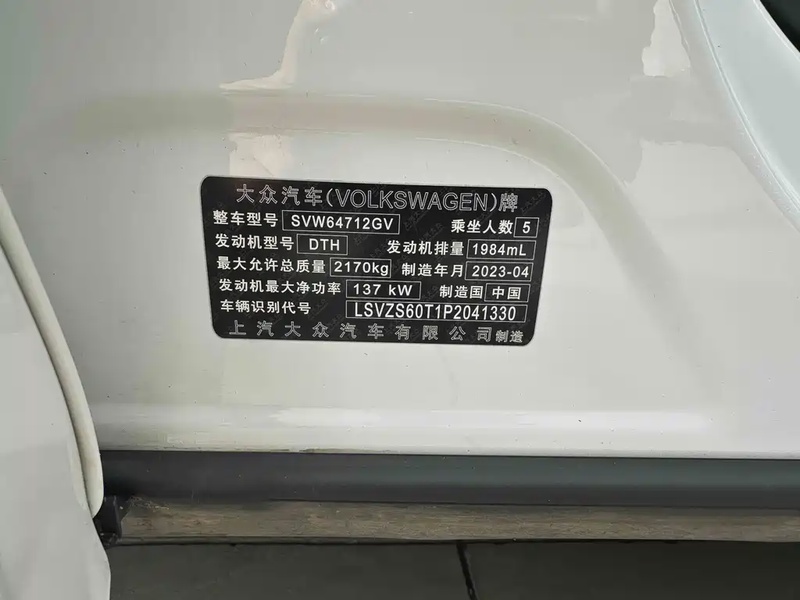 大众汽车(VOLKSWAGEN)牌
整车型号 SVW64712GV 乘坐人数 5
发动机型号 DTH 发动机排量 1984mL
最大允许总质量 2170kg 制造年月 2023-04
发动机最大净功率 137 kW 制造国 中国
车辆识别代号 LSVZS60T1P2041330
上汽大众汽车有限公司制造